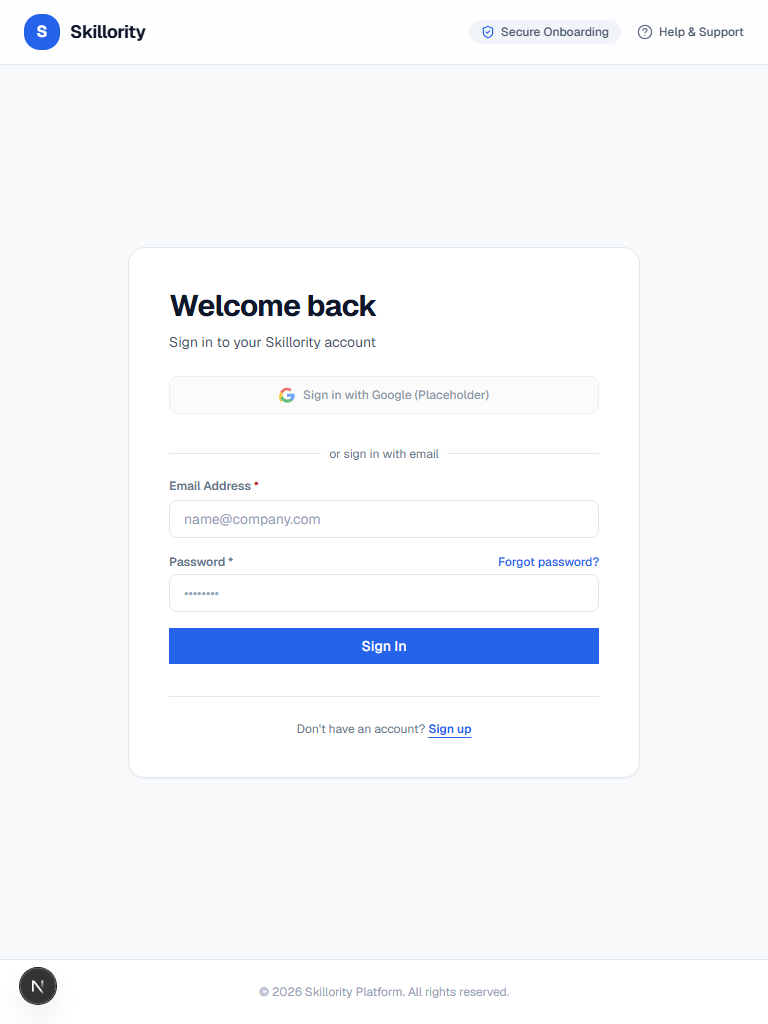 S Skillority
Secure Onboarding
Help & Support
Welcome back
Sign in to your Skillority account
Sign in with Google (Placeholder)
or sign in with email
Email Address *
name@company.com
Password *
Forgot password?
••••••••
Sign In
Don't have an account? Sign up
N
© 2026 Skillority Platform. All rights reserved.